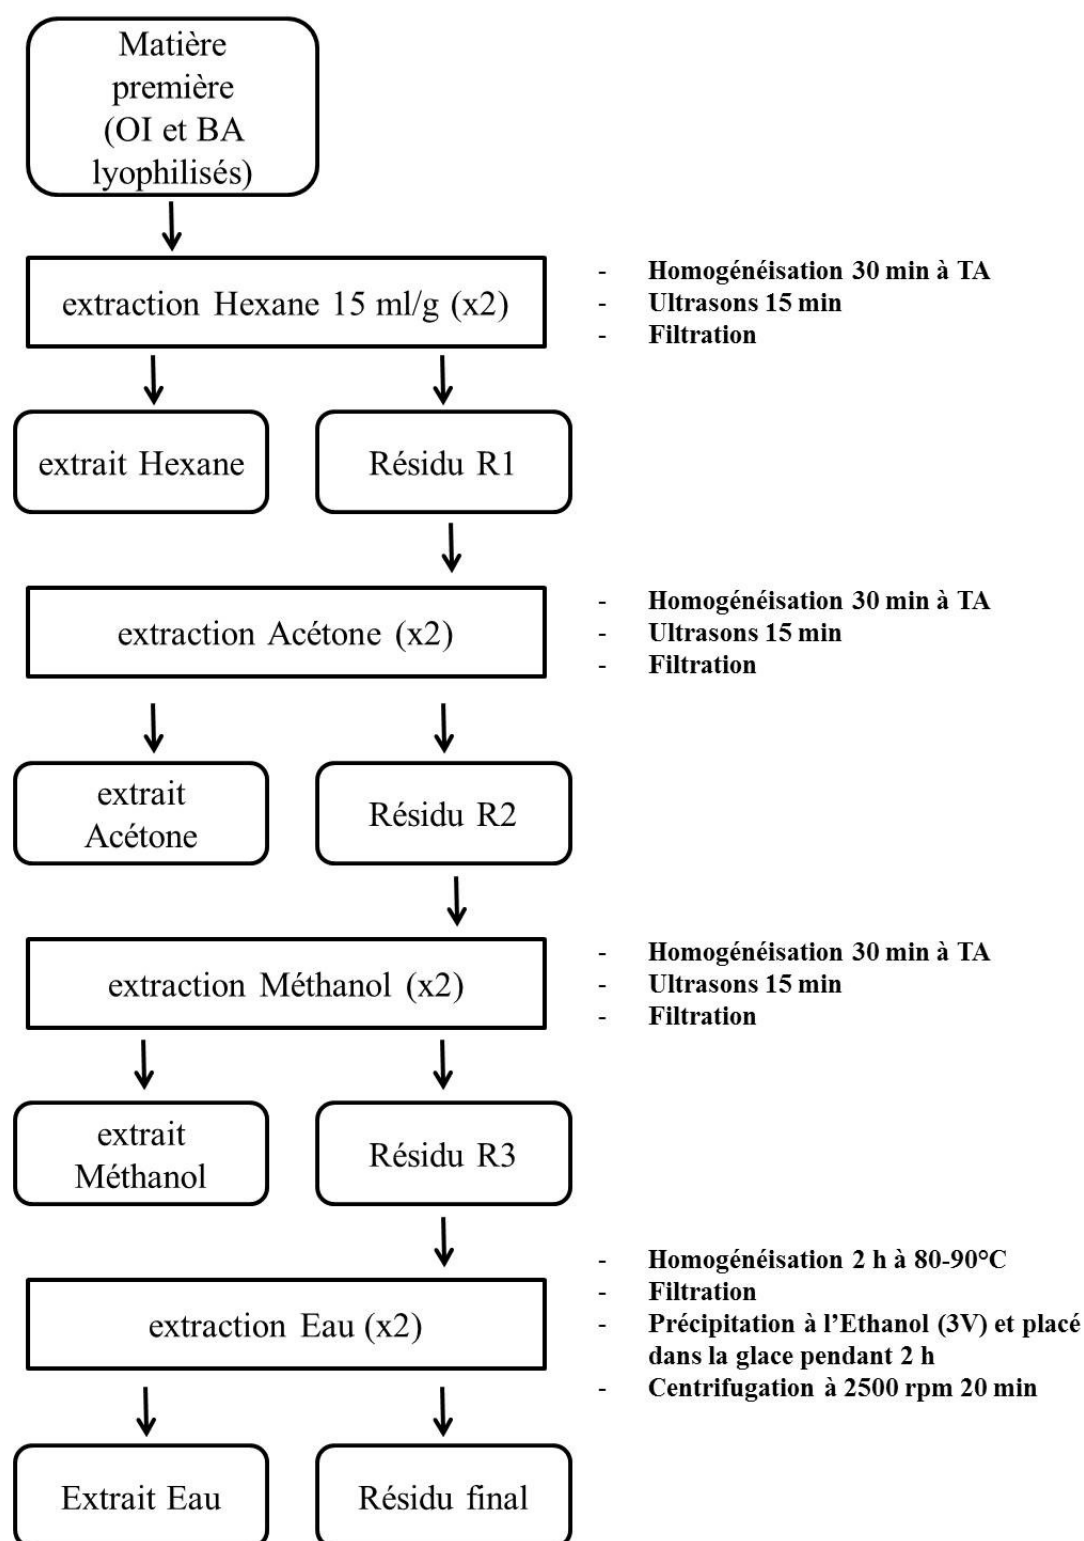 Matière
première
(OI et BA
lyophilisés)
extraction Hexane 15 ml/g (x2)
- Homogénéisation 30 min à TA
- Ultrasons 15 min
- Filtration
extrait Hexane
Résidu R1
extraction Acétone (x2)
- Homogénéisation 30 min à TA
- Ultrasons 15 min
- Filtration
extrait
Acétone
Résidu R2
extraction Méthanol (x2)
- Homogénéisation 30 min à TA
- Ultrasons 15 min
- Filtration
extrait
Méthanol
Résidu R3
extraction Eau (x2)
- Homogénéisation 2 h à 80-90°C
- Filtration
- Précipitation à l’Ethanol (3V) et placé
dans la glace pendant 2 h
- Centrifugation à 2500 rpm 20 min
Extrait Eau
Résidu final